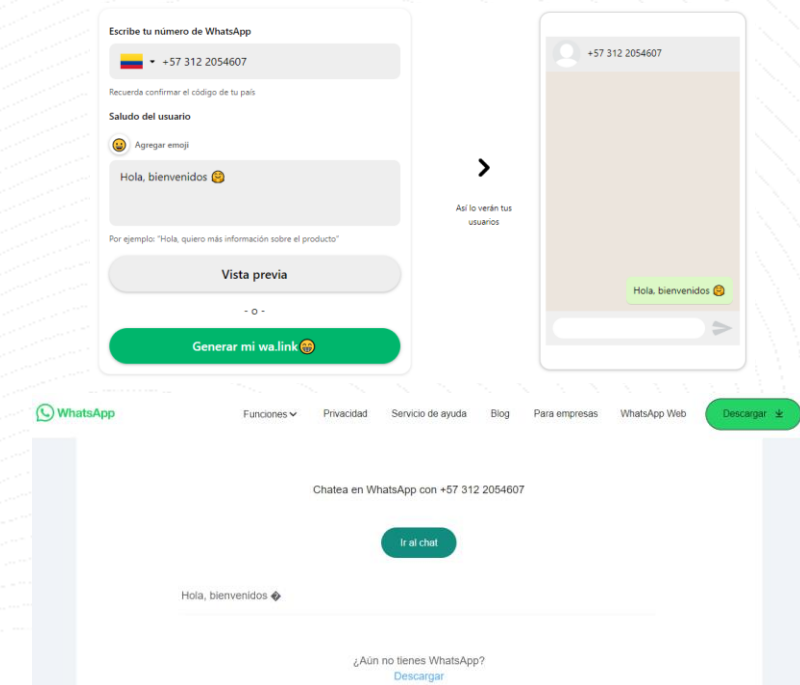 Escribe tu número de WhatsApp
+57 312 2054607
Recuerda confirmar el código de tu país
Saludo del usuario
Agregar emoji
Hola, bienvenidos 🤗
Por ejemplo: "Hola, quiero más información sobre el producto"
Vista previa
- o -
Generar mi wa.link 😁
Así lo verán tus
usuarios
+57 312 2054607
Hola, bienvenidos 🤗
WhatsApp
Funciones
Privacidad
Servicio de ayuda
Blog
Para empresas
WhatsApp Web
Descargar
Chatea en WhatsApp con +57 312 2054607
Ir al chat
Hola, bienvenidos �
¿Aún no tienes WhatsApp?
Descargar